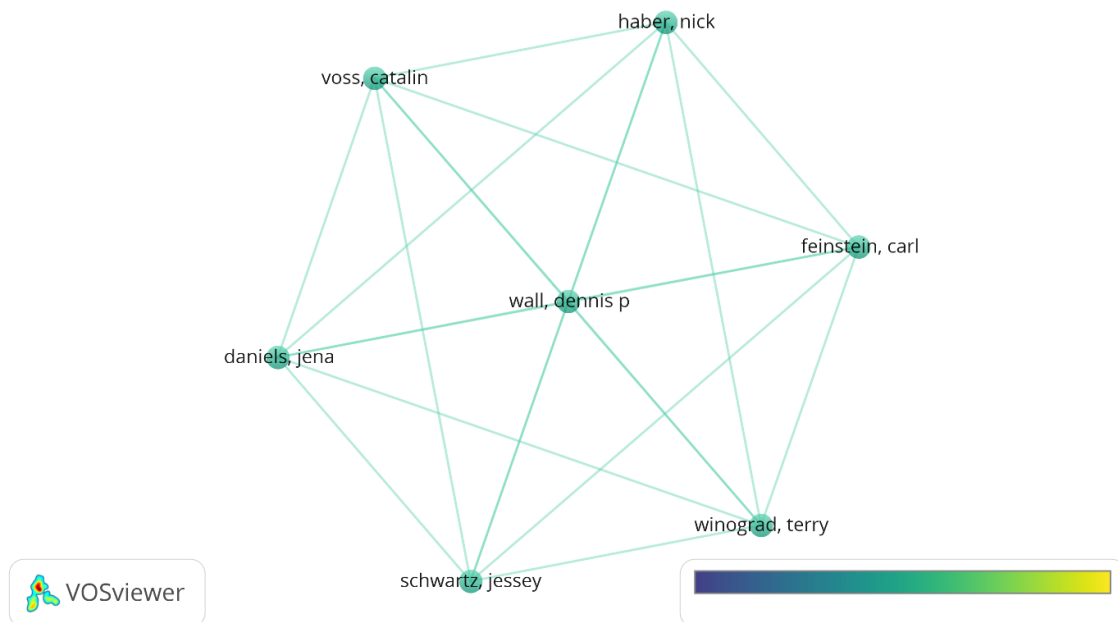 haber, nick
voss, catalin
feinstein, carl
wall, dennis p
daniels, jena
winograd, terry
schwartz, jessey
VOSviewer